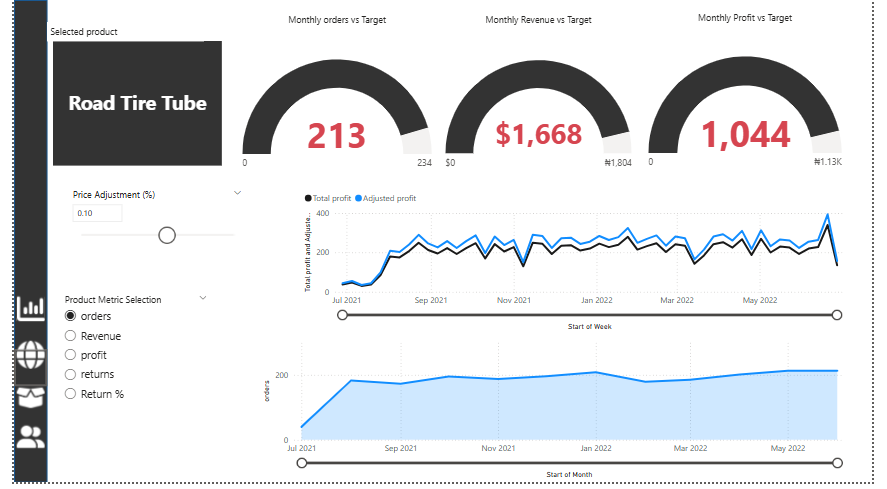 Selected product
Road Tire Tube
Monthly orders vs Target
213
0
234
Monthly Revenue vs Target
$1,668
$0
₦1,804
Monthly Profit vs Target
1,044
0
₦1.13K
Price Adjustment (%)
0.10
Total profit
Adjusted profit
Total profit and Adjuste...
400
200
0
Jul 2021
Sep 2021
Nov 2021
Jan 2022
Mar 2022
May 2022
Start of Week
Product Metric Selection
orders
Revenue
profit
returns
Return %
orders
200
0
Jul 2021
Sep 2021
Nov 2021
Jan 2022
Mar 2022
May 2022
Start of Month